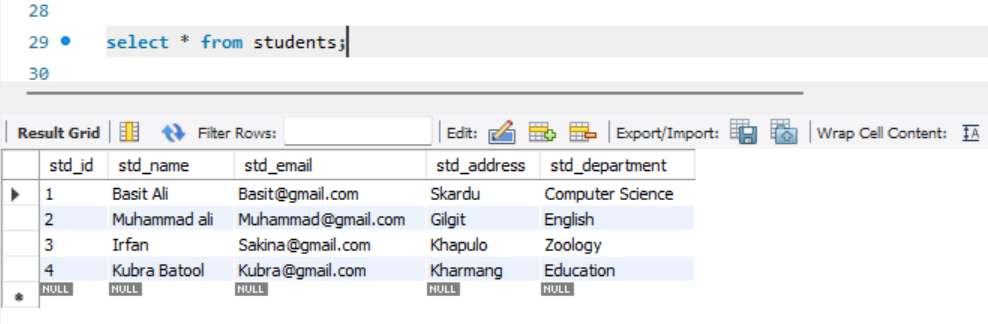 28
29 select * from students;
30
Result Grid Filter Rows: Edit: Export/Import: Wrap Cell Content: IA
std_id std_name std_email std_address std_department
1 Basit Ali Basit@gmail.com Skardu Computer Science
2 Muhammad ali Muhammad@gmail.com Gilgit English
3 Irfan Sakina@gmail.com Khapulo Zoology
4 Kubra Batool Kubra@gmail.com Kharmang Education
NULL NULL NULL NULL NULL